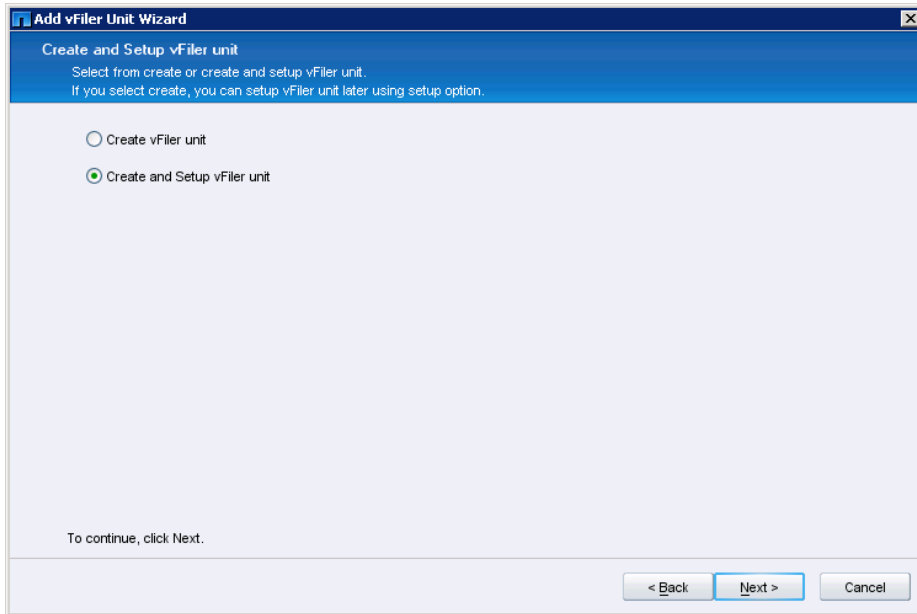 Add vFiler Unit Wizard
Create and Setup vFiler unit
Select from create or create and setup vFiler unit.
If you select create, you can setup vFiler unit later using setup option.
Create vFiler unit
Create and Setup vFiler unit
To continue, click Next.
< Back
Next >
Cancel